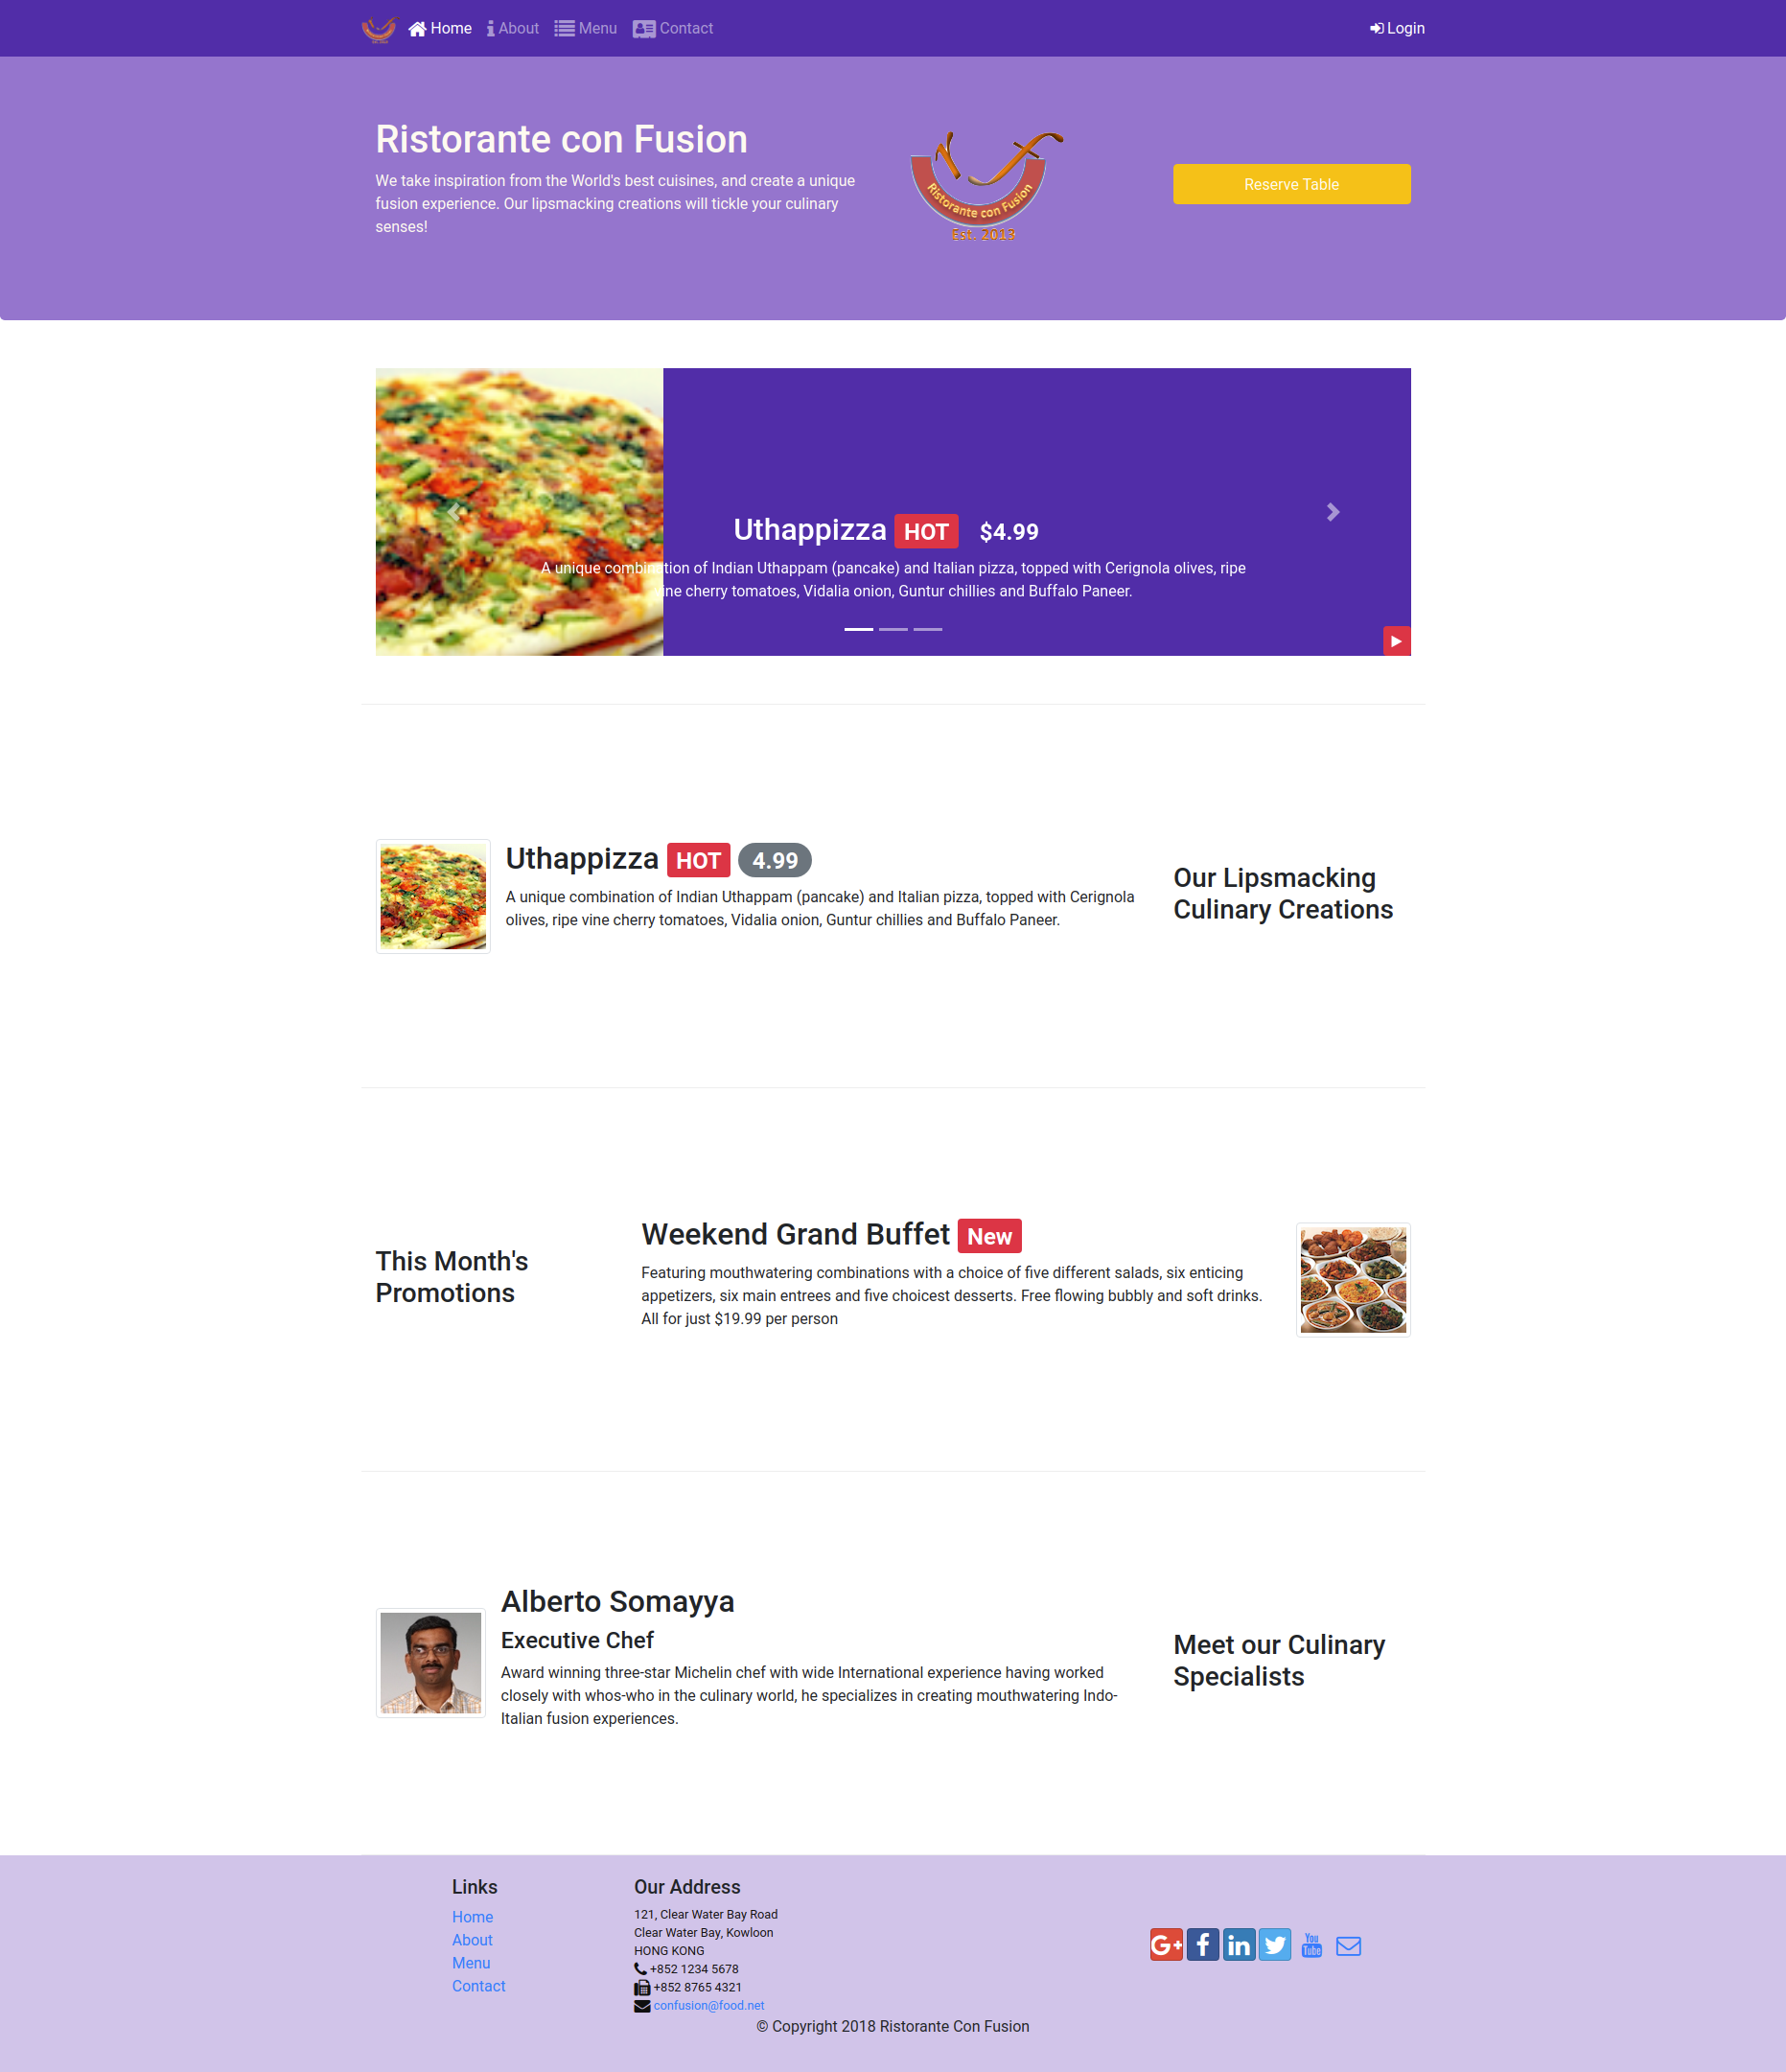 Home
About
Menu
Contact
Login
Ristorante con Fusion
We take inspiration from the World's best cuisines, and create a unique
fusion experience. Our lipsmacking creations will tickle your culinary
senses!
Ristorante con Fusion
Est. 2013
Reserve Table
Uthappizza HOT $4.99
A unique combination of Indian Uthappam (pancake) and Italian pizza, topped with Cerignola olives, ripe
vine cherry tomatoes, Vidalia onion, Guntur chillies and Buffalo Paneer.
Uthappizza HOT 4.99
A unique combination of Indian Uthappam (pancake) and Italian pizza, topped with Cerignola
olives, ripe vine cherry tomatoes, Vidalia onion, Guntur chillies and Buffalo Paneer.
Our Lipsmacking
Culinary Creations
This Month's
Promotions
Weekend Grand Buffet New
Featuring mouthwatering combinations with a choice of five different salads, six enticing
appetizers, six main entrees and five choicest desserts. Free flowing bubbly and soft drinks.
All for just $19.99 per person
Alberto Somayya
Executive Chef
Award winning three-star Michelin chef with wide International experience having worked
closely with whos-who in the culinary world, he specializes in creating mouthwatering Indo-
Italian fusion experiences.
Meet our Culinary
Specialists
Links
Home
About
Menu
Contact
Our Address
121, Clear Water Bay Road
Clear Water Bay, Kowloon
HONG KONG
+852 1234 5678
+852 8765 4321
confusion@food.net
G+
f
in
You
Tube
© Copyright 2018 Ristorante Con Fusion